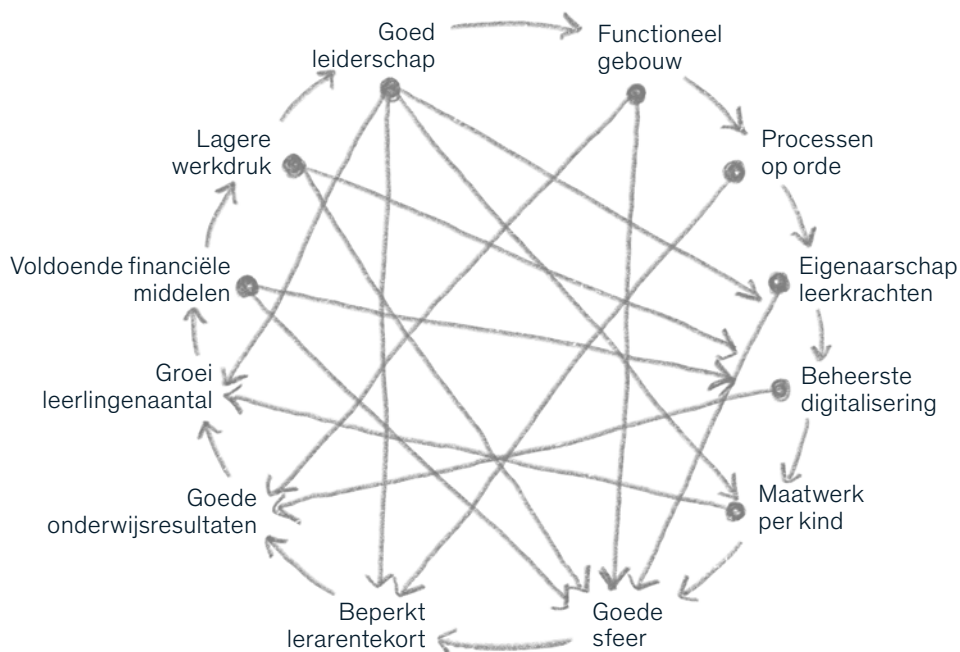 Goed
leiderschap
Functioneel
gebouw
Processen
op orde
Eigenaarschap
leerkrachten
Beheerste
digitalisering
Maatwerk
per kind
Goede
sfeer
Beperkt
lerarentekort
Goede
onderwijsresultaten
Groei
leerlingenaantal
Voldoende financiële
middelen
Lagere
werkdruk